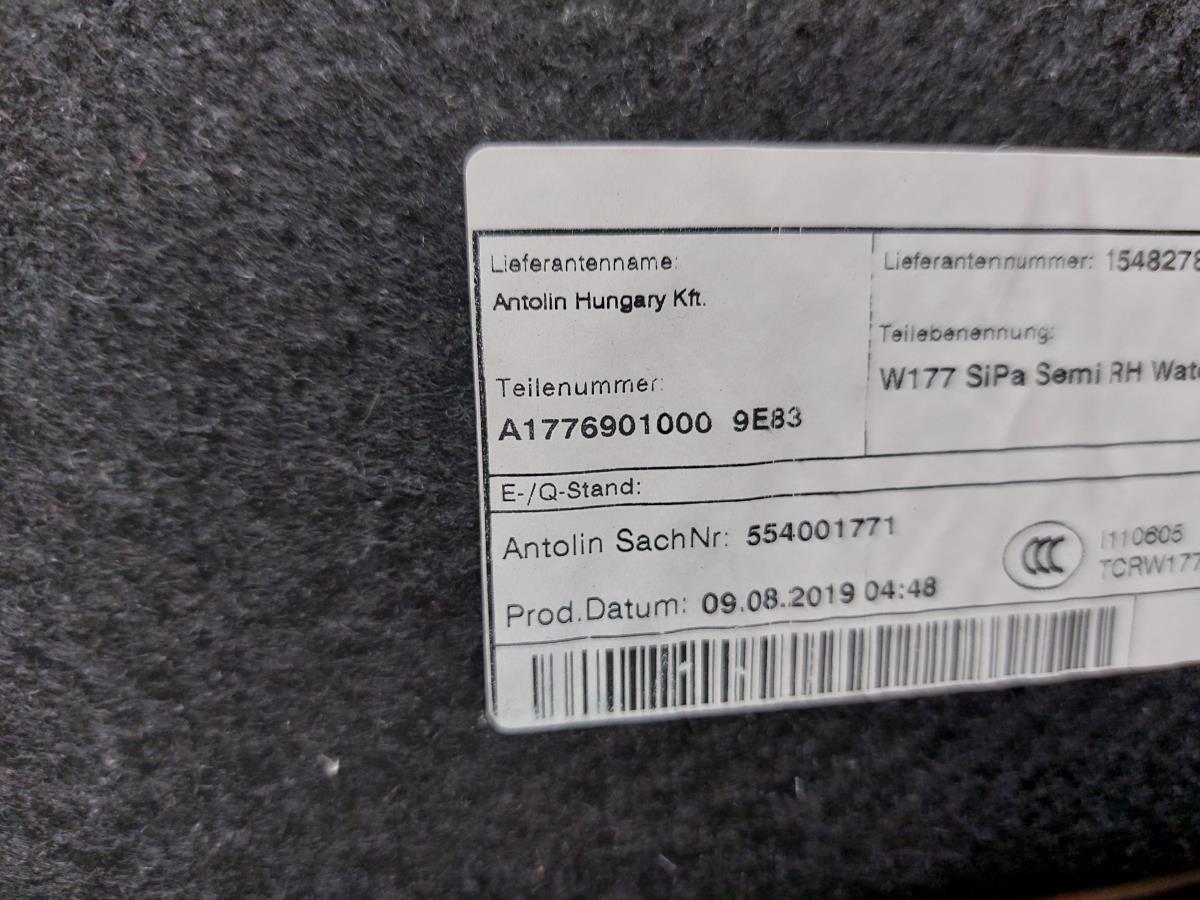 Lieferantenname:
Antolin Hungary Kft.
Teilenummer:
A1776901000 9E83
Lieferantennummer: 1548278
Teilebenennung:
W177 SiPa Semi RH
E-/Q-Stand:
Antolin SachNr: 554001771
Prod.Datum: 09.08.2019 04:48
CCC
I110605
TCRW177